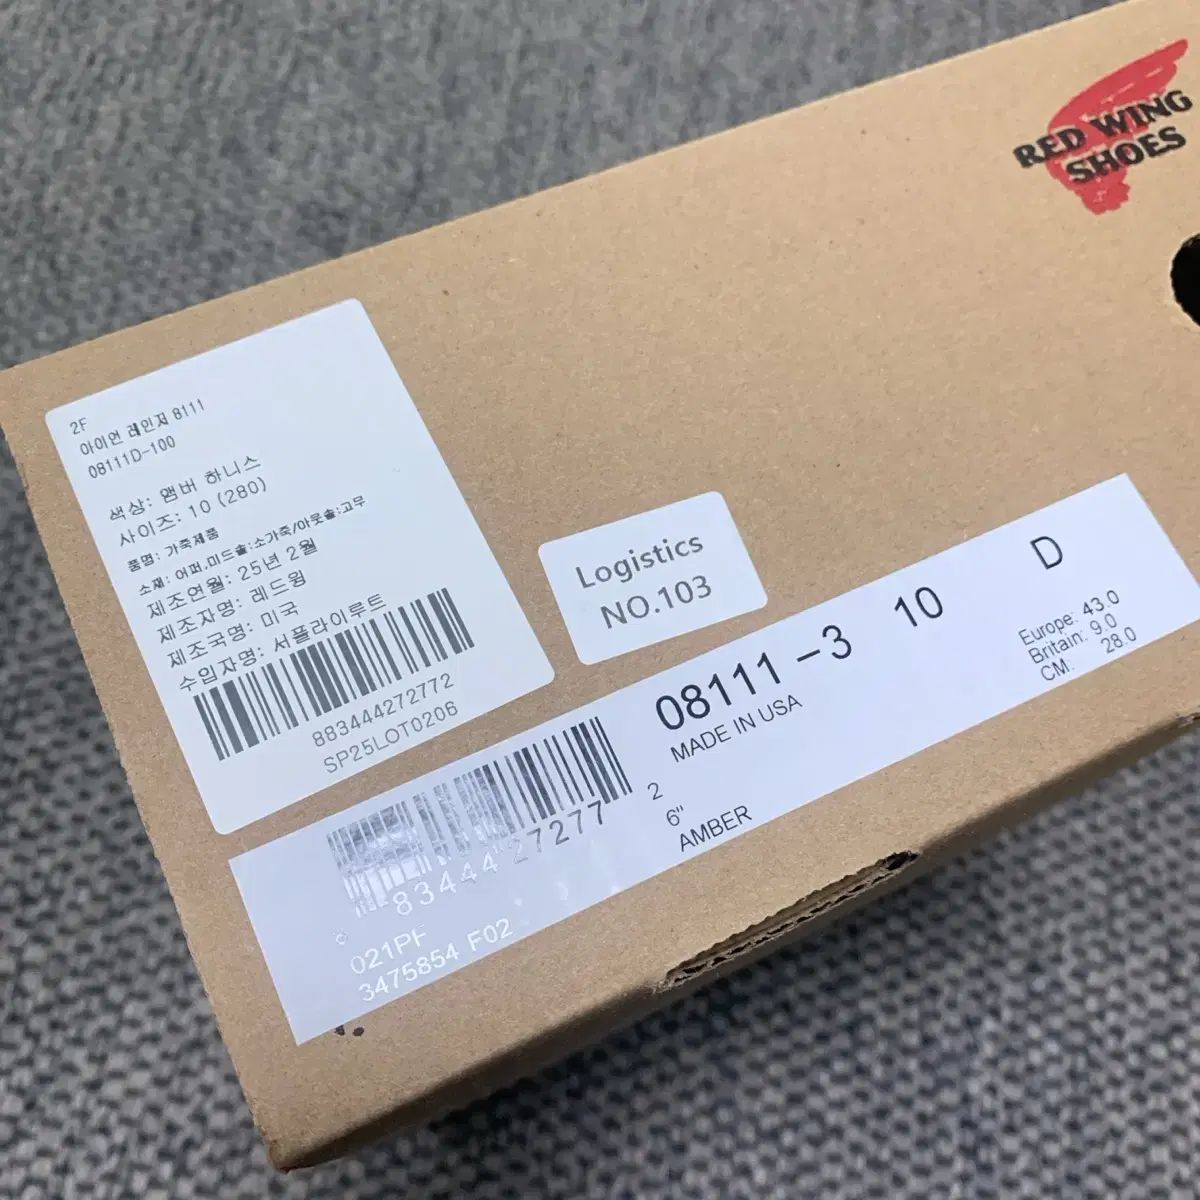 RED WING
SHOES
2F
아이언 레인져 8111
08111D-100
색상: 앰버 하니스
사이즈: 10 (280)
품명: 가죽제품
소재: 어퍼,미드솔:소가죽/아웃솔:고무
제조연월: 25년 2월
제조자명: 레드윙
제조국명: 미국
수입자명: 서플라이루트
883444272772
SP25LOT0206
Logistics
NO.103
08111-3 10 D
MADE IN USA
Europe: 43.0
Britain: 9.0
CM: 28.0
83444 27277 2
6"
AMBER
021PF
3475854 F02